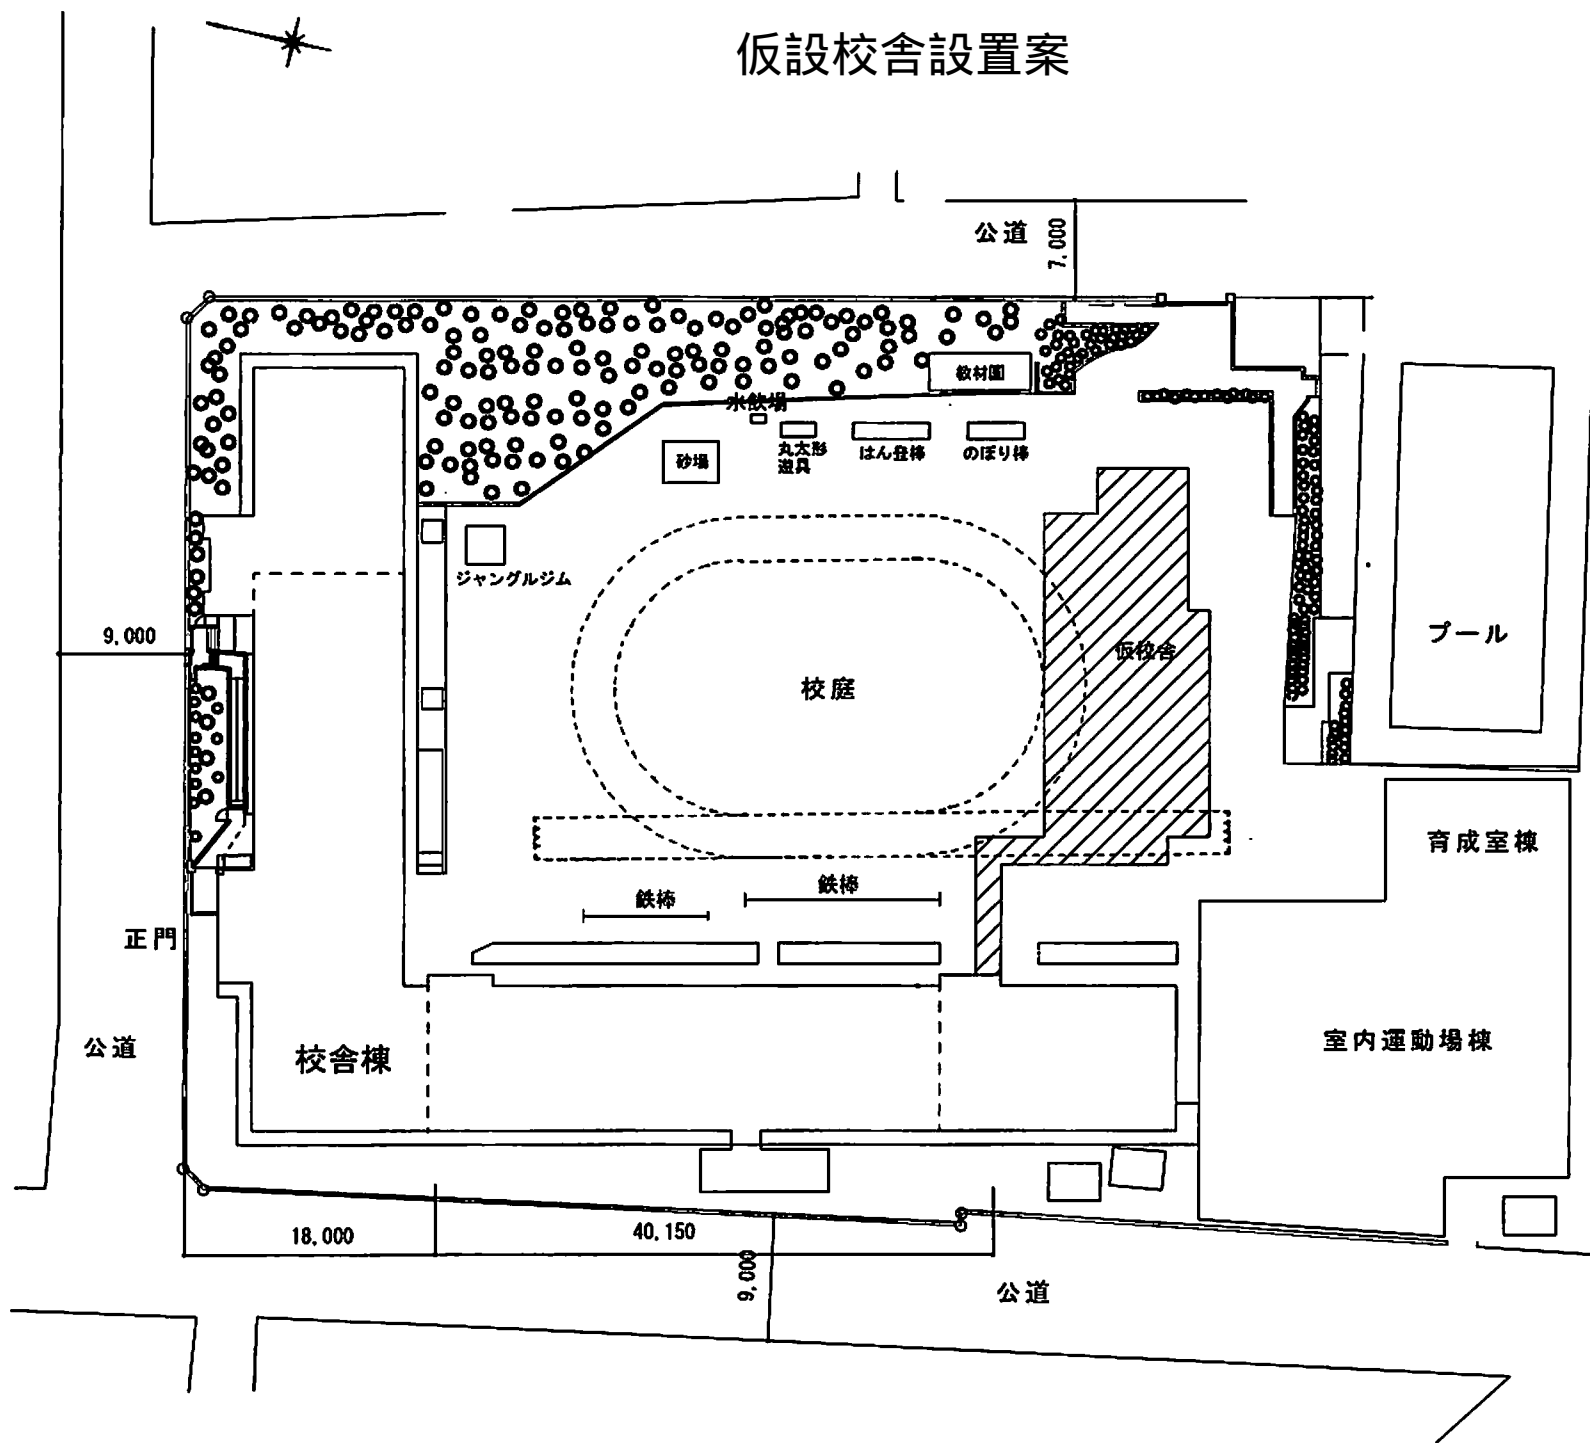 仮設校舎設置案
公道
7,000
教材園
水飲場
砂場
丸太形
遊具
はん登棒
のぼり棒
ジャングルジム
9,000
仮校舎
プール
校庭
育成室棟
鉄棒
鉄棒
正門
公道
校舎棟
室内運動場棟
18,000
40,150
9,000
公道